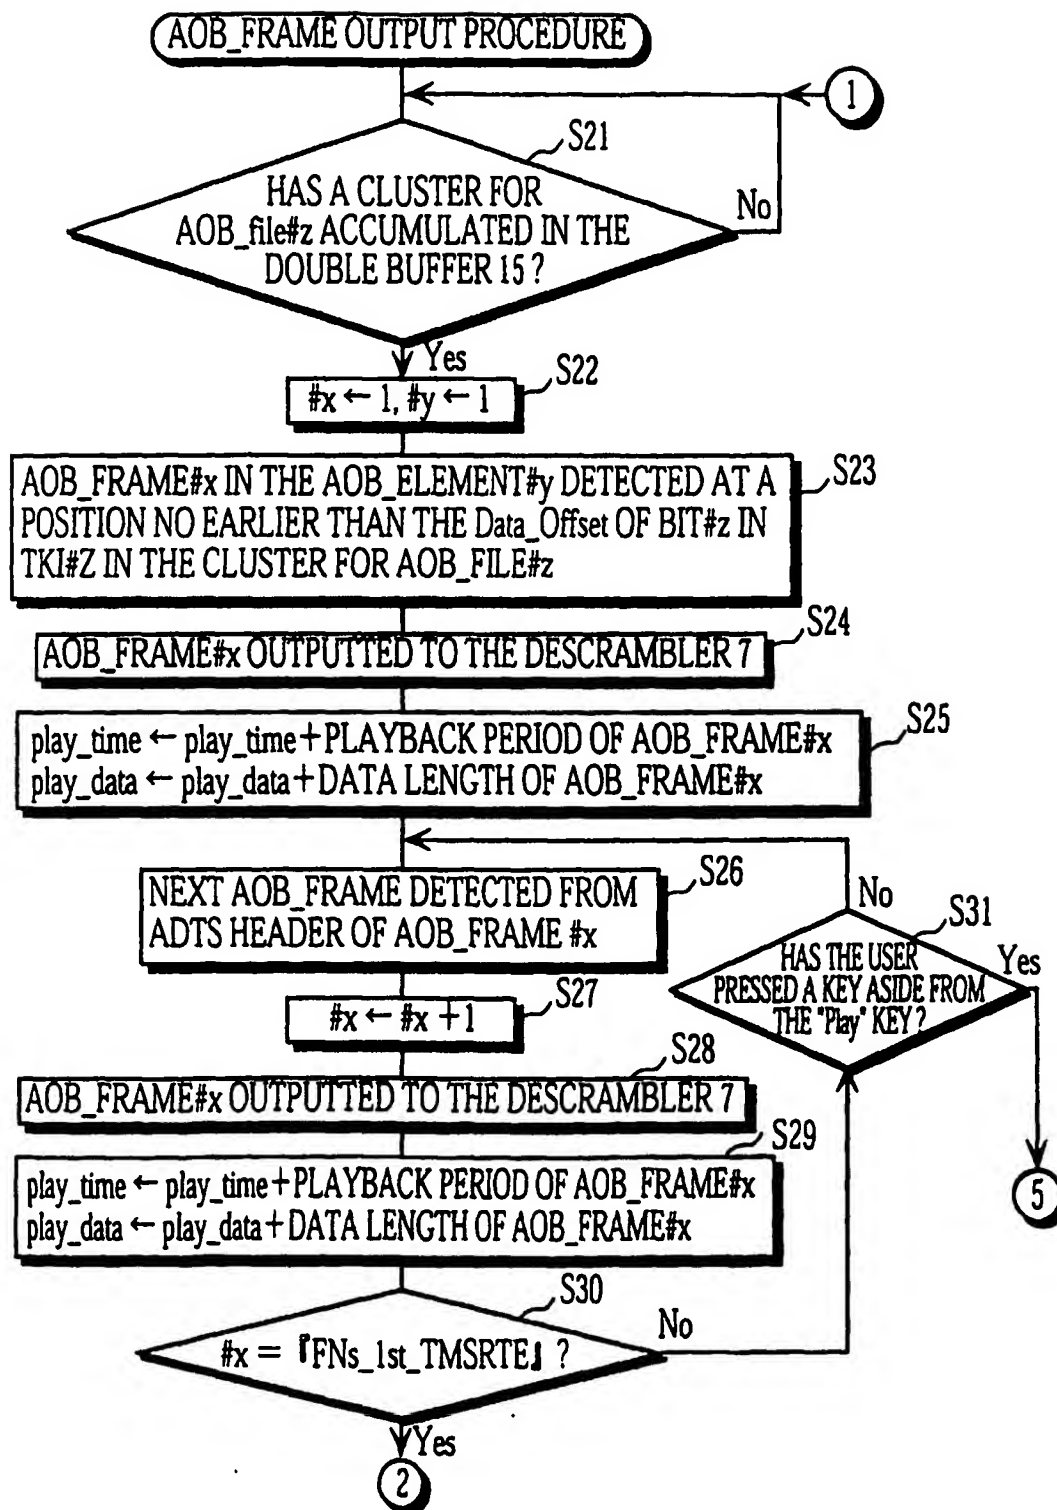 AOB_FRAME OUTPUT PROCEDURE
1
S21
HAS A CLUSTER FOR
AOB_file#z ACCUMULATED IN THE
DOUBLE BUFFER 15 ?
No
Yes
S22
#x ← 1, #y ← 1
S23
AOB_FRAME#x IN THE AOB_ELEMENT#y DETECTED AT A
POSITION NO EARLIER THAN THE Data_Offset OF BIT#z IN
TKI#Z IN THE CLUSTER FOR AOB_FILE#z
S24
AOB_FRAME#x OUTPUTTED TO THE DESCRAMBLER 7
S25
play_time ← play_time+PLAYBACK PERIOD OF AOB_FRAME#x
play_data ← play_data+DATA LENGTH OF AOB_FRAME#x
S26
NEXT AOB_FRAME DETECTED FROM
ADTS HEADER OF AOB_FRAME #x
No
S31
HAS THE USER
PRESSED A KEY ASIDE FROM
THE "Play" KEY ?
Yes
S27
#x ← #x +1
S28
AOB_FRAME#x OUTPUTTED TO THE DESCRAMBLER 7
S29
play_time ← play_time+PLAYBACK PERIOD OF AOB_FRAME#x
play_data ← play_data+DATA LENGTH OF AOB_FRAME#x
5
S30
#x = 『FNs_1st_TMSRTE』 ?
No
Yes
2